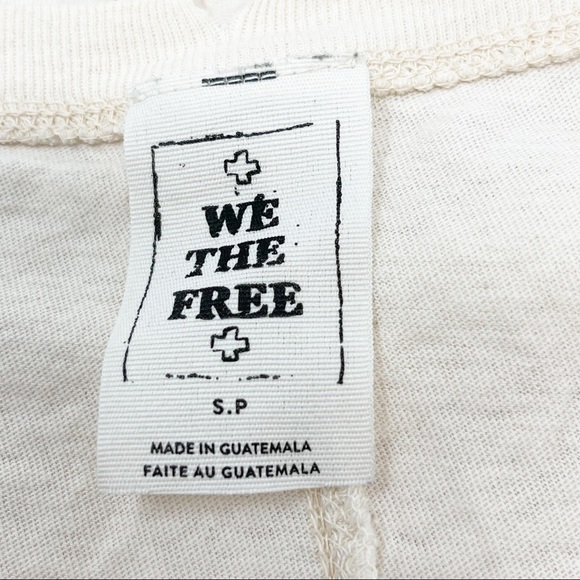 WE
THE
FREE
S.P
MADE IN GUATEMALA
FAITE AU GUATEMALA